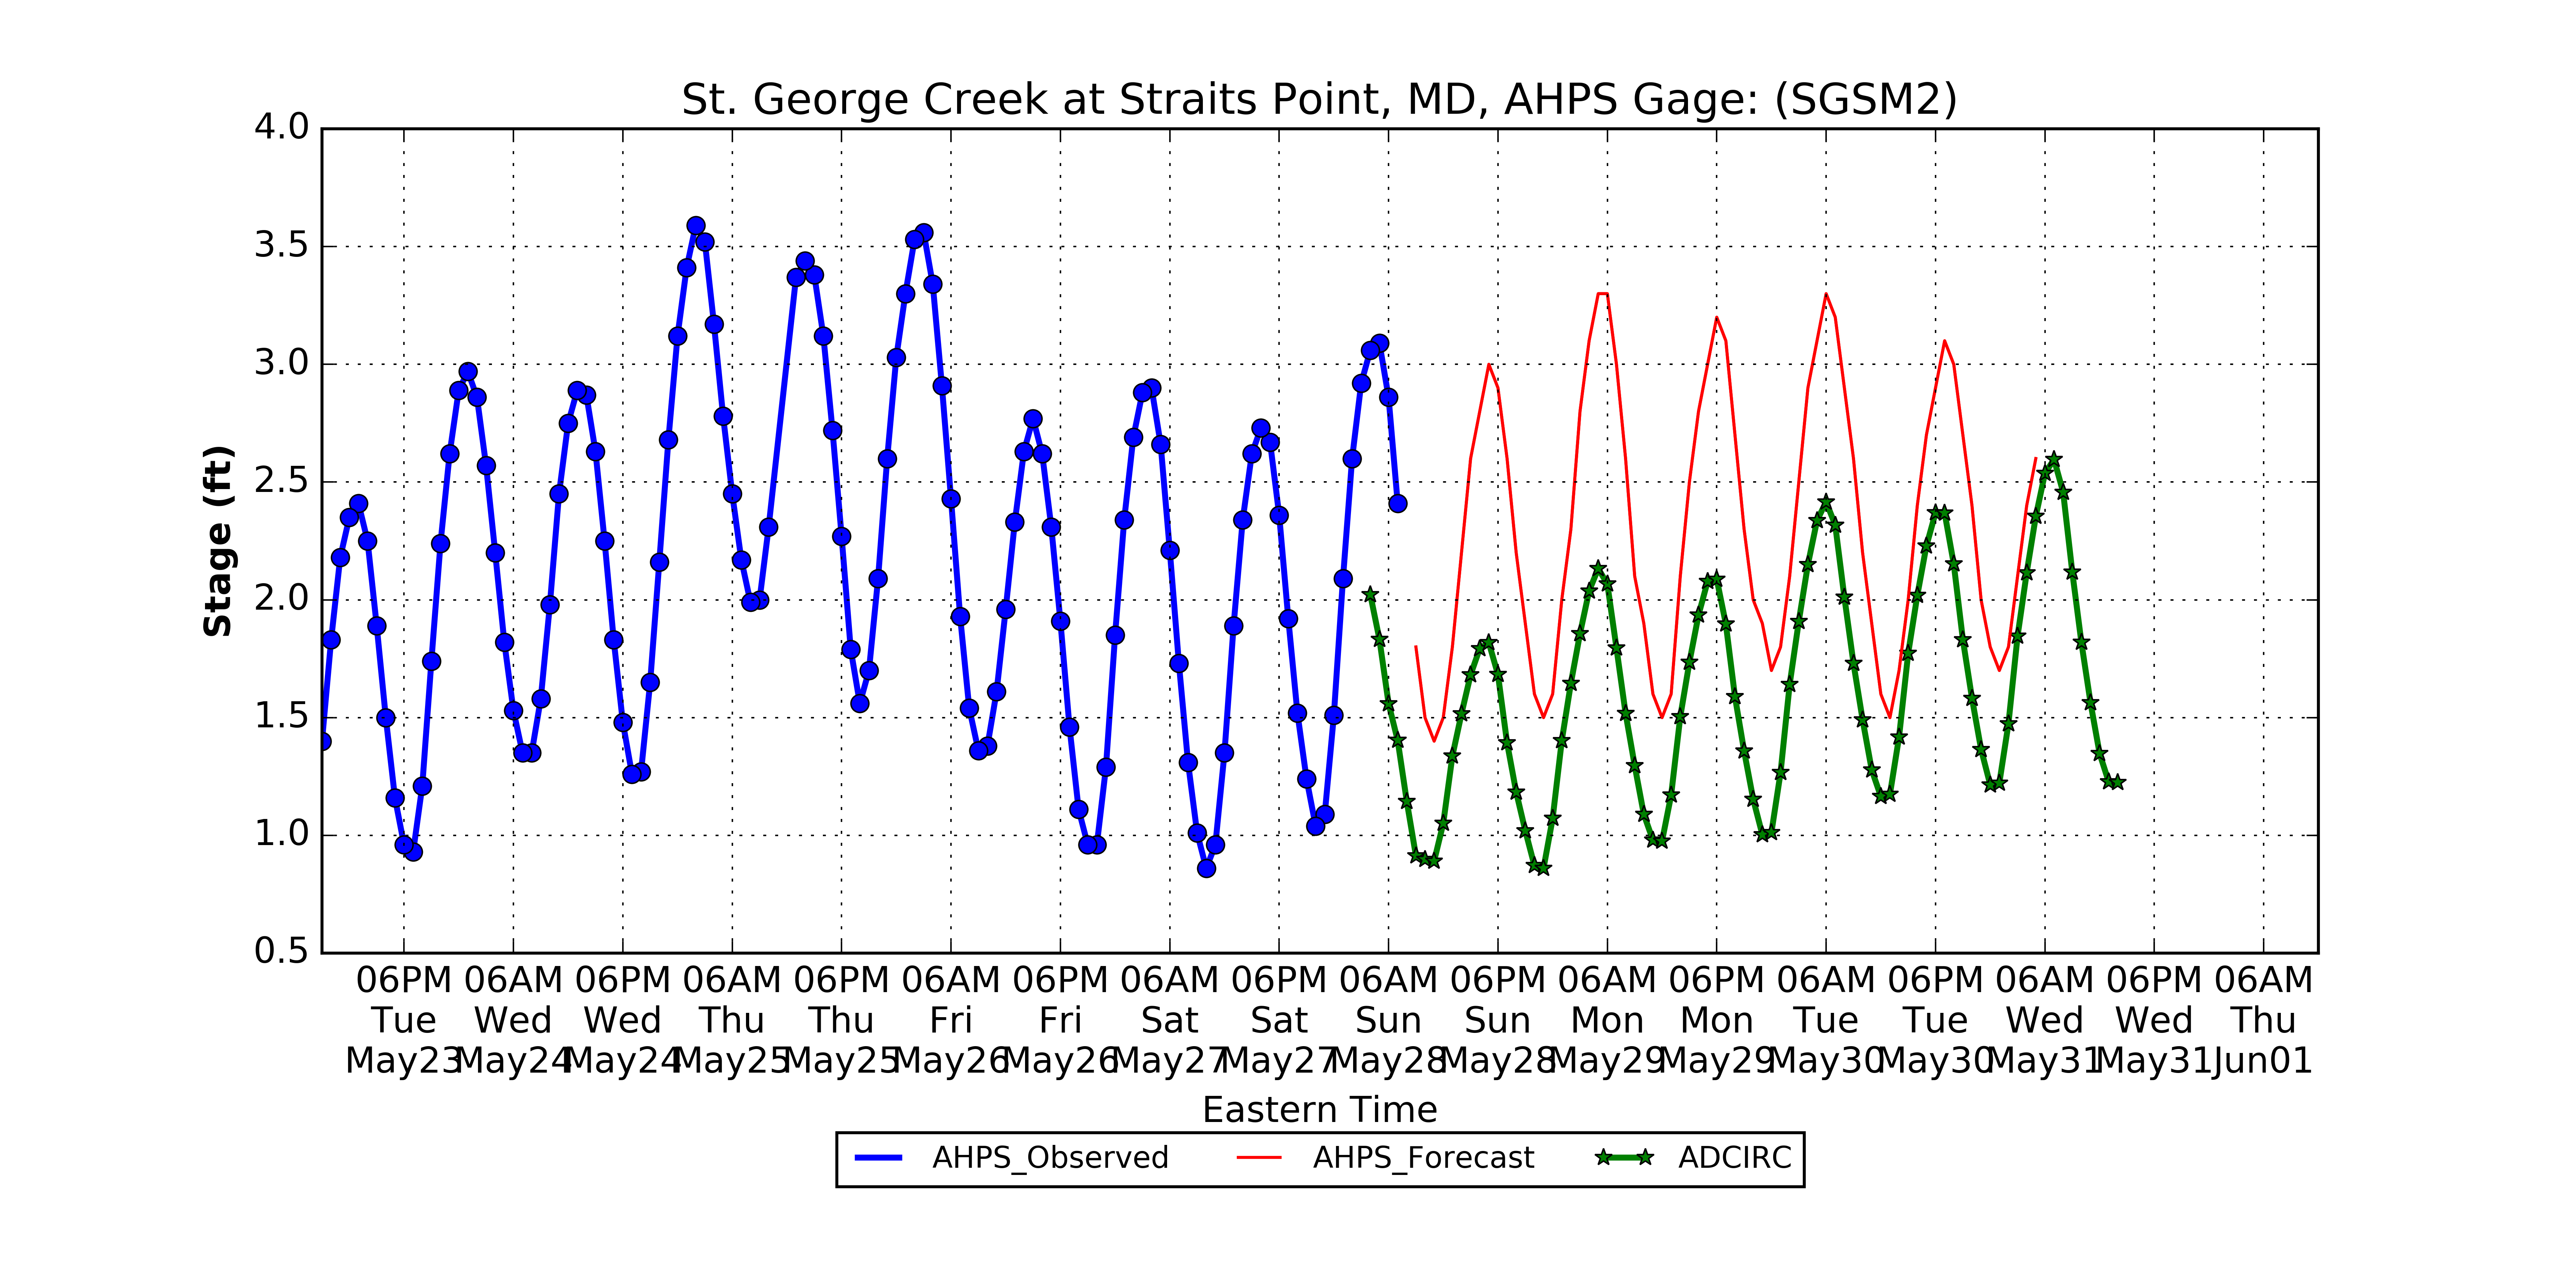 St. George Creek at Straits Point, MD, AHPS Gage: (SGSM2)
4.0
3.5
3.0
2.5
2.0
1.5
1.0
0.5
Stage (ft)
06PM 06AM 06PM 06AM 06PM 06AM 06PM 06AM 06PM 06AM 06PM 06AM 06PM 06AM 06PM 06AM 06PM 06AM
Tue Wed Wed Thu Thu Fri Fri Sat Sat Sun Sun Mon Mon Tue Tue Wed Wed Thu
May23 May24 May24 May25 May25 May26 May26 May27 May27 May28 May28 May29 May29 May30 May30 May31 May31 Jun01
Eastern Time
AHPS_Observed AHPS_Forecast ADCIRC